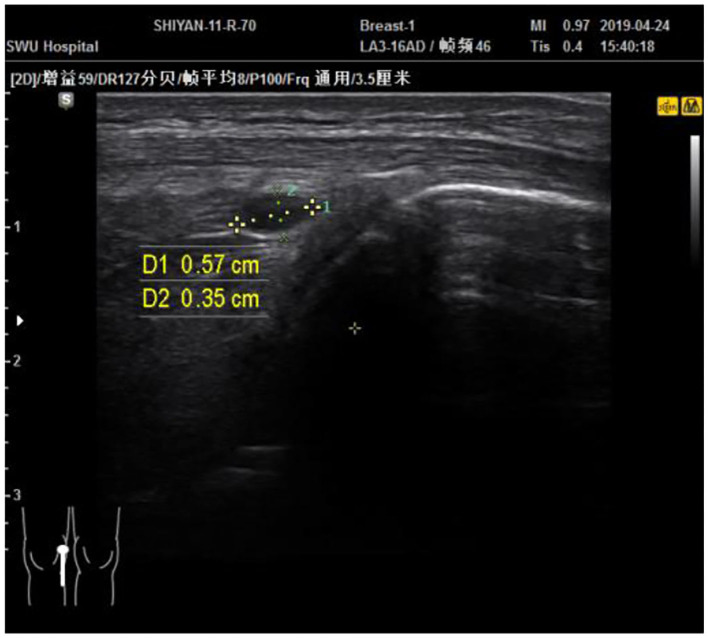 SHIYAN-11-R-70 Breast-1 MI 0.97 2019-04-24
SWU Hospital LA3-16AD / 帧频 46 Tis 0.4 15:40:18
[2D]/增益59/DR127分贝/帧平均8/P100/Frq 通用/3.5厘米
S
2
1
1
D1 0.57 cm
D2 0.35 cm
2
3